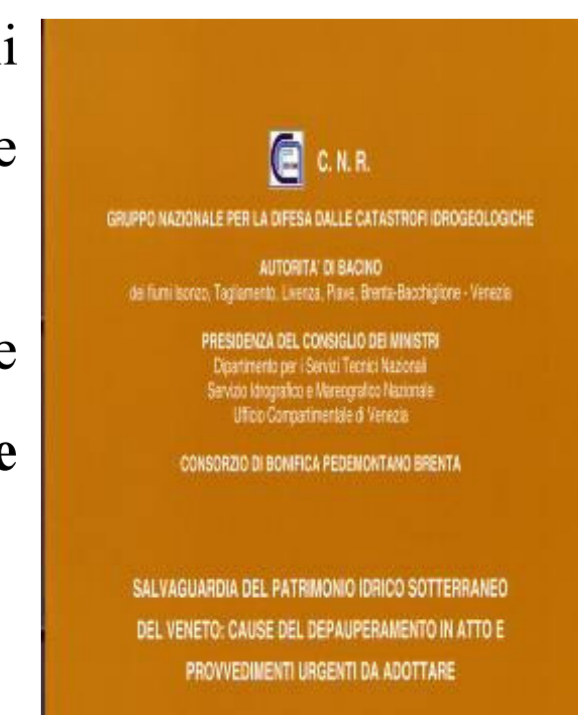 i
e
e
e
C. N. R.
GRUPPO NAZIONALE PER LA DIFESA DALLE CATASTROFI IDROGEOLOGICHE
AUTORITA' DI BACINO
dei fiumi Isonzo, Tagliamento, Livenza, Piave, Brenta-Bacchiglione - Venezia
PRESIDENZA DEL CONSIGLIO DEI MINISTRI
Dipartimento per i Servizi Tecnici Nazionali
Servizio Idrografico e Mareografico Nazionale
Ufficio Compartimentale di Venezia
CONSORZIO DI BONIFICA PEDEMONTANO BRENTA
SALVAGUARDIA DEL PATRIMONIO IDRICO SOTTERRANEO
DEL VENETO: CAUSE DEL DEPAUPERAMENTO IN ATTO E
PROVVEDIMENTI URGENTI DA ADOTTARE